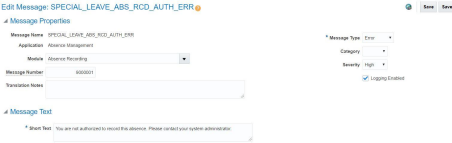 Edit Message: SPECIAL_LEAVE_ABS_RCD_AUTH_ERR
Save Save
Message Properties
Message Name SPECIAL_LEAVE_ABS_RCD_AUTH_ERR
Application Absence Management
Module Absence Recording
Message Number 9000001
Translation Notes
* Message Type Error
Category
Severity High
Logging Enabled
Message Text
* Short Text You are not authorized to record this absence. Please contact your system administrator.